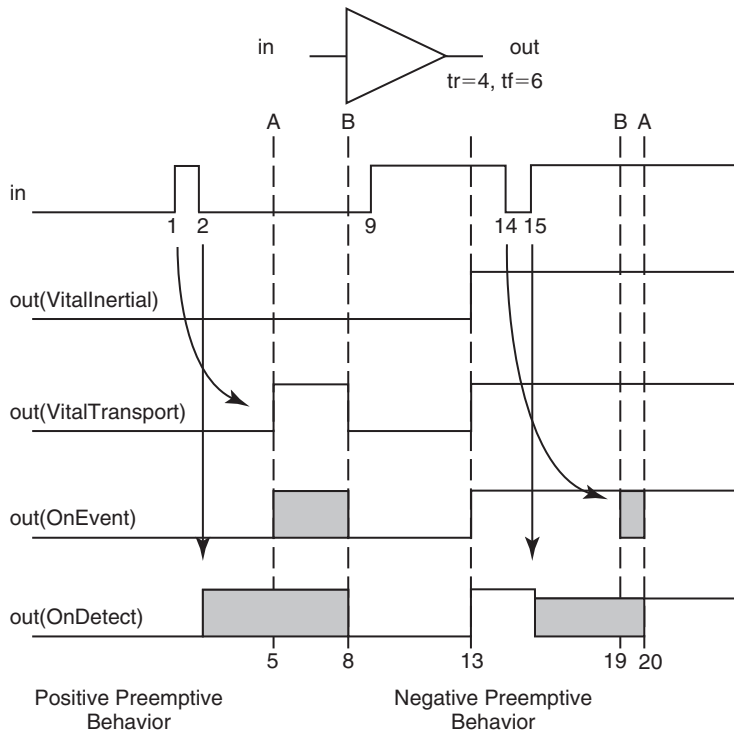 in
out
tr=4, tf=6
A B B A
in
1 2 9 14 15
out(VitalInertial)
out(VitalTransport)
out(OnEvent)
out(OnDetect)
5 8 13 19 20
Positive Preemptive
Behavior
Negative Preemptive
Behavior